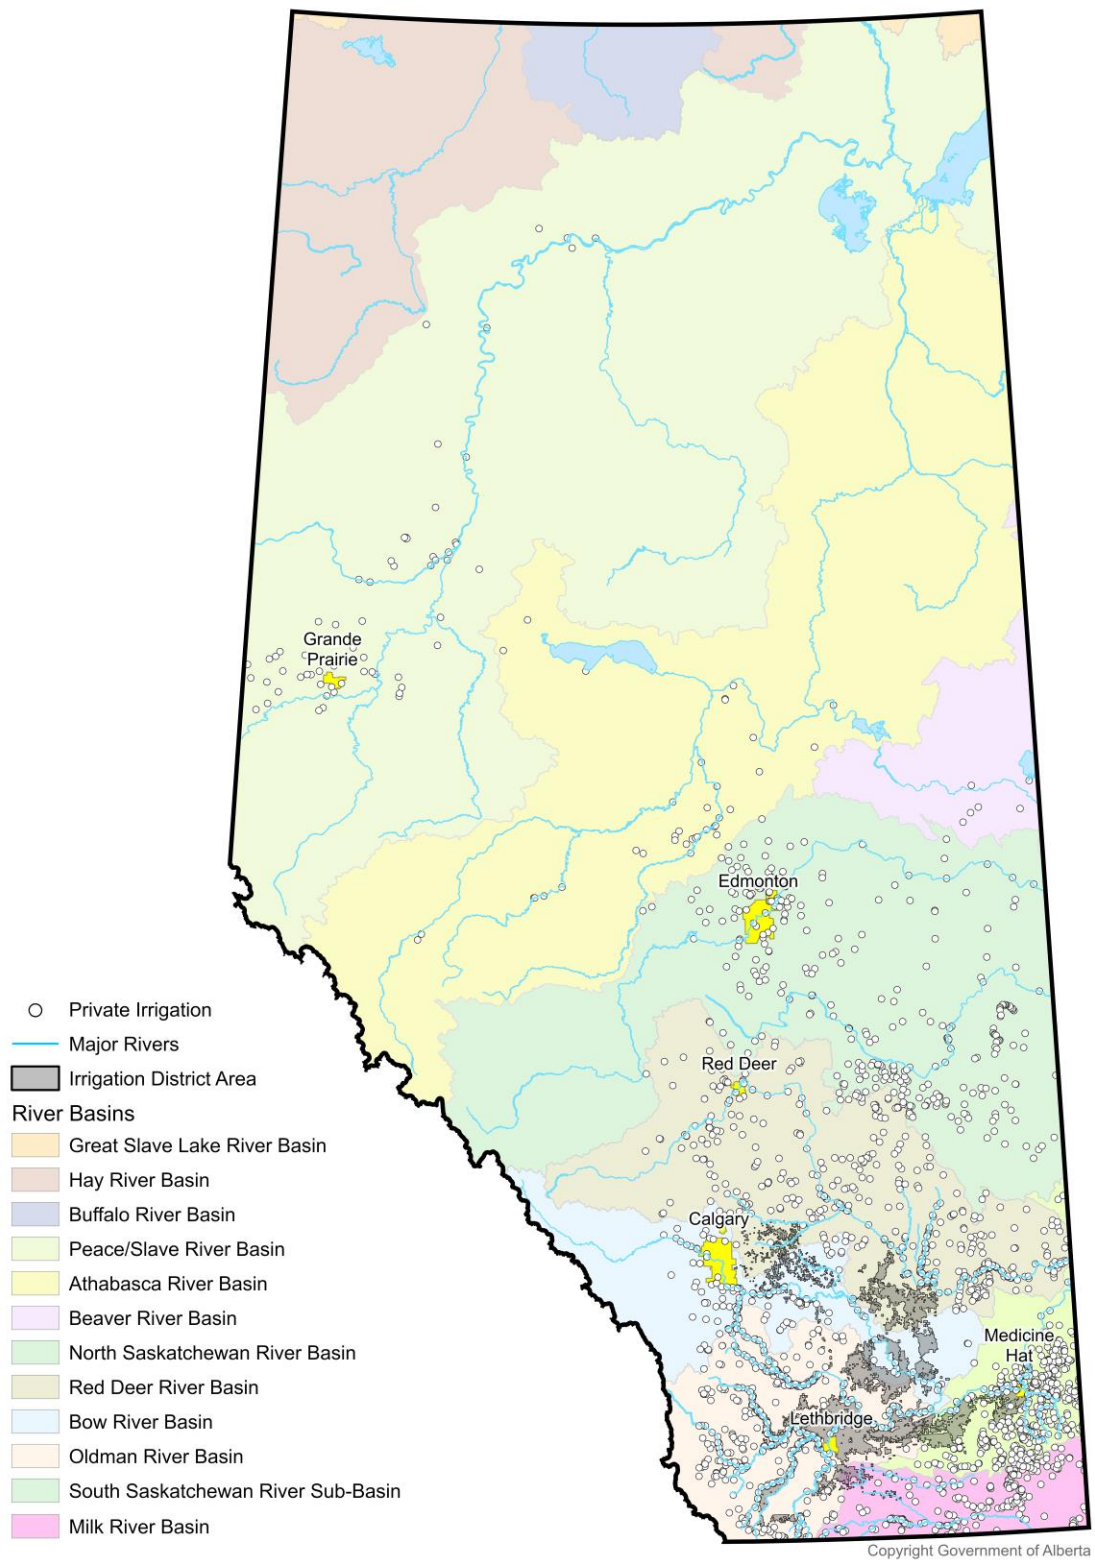 Grande
Prairie
Edmonton
Red Deer
Calgary
Medicine
Hat
Lethbridge
Private Irrigation
Major Rivers
Irrigation District Area
River Basins
Great Slave Lake River Basin
Hay River Basin
Buffalo River Basin
Peace/Slave River Basin
Athabasca River Basin
Beaver River Basin
North Saskatchewan River Basin
Red Deer River Basin
Bow River Basin
Oldman River Basin
South Saskatchewan River Sub-Basin
Milk River Basin
Copyright Government of Alberta